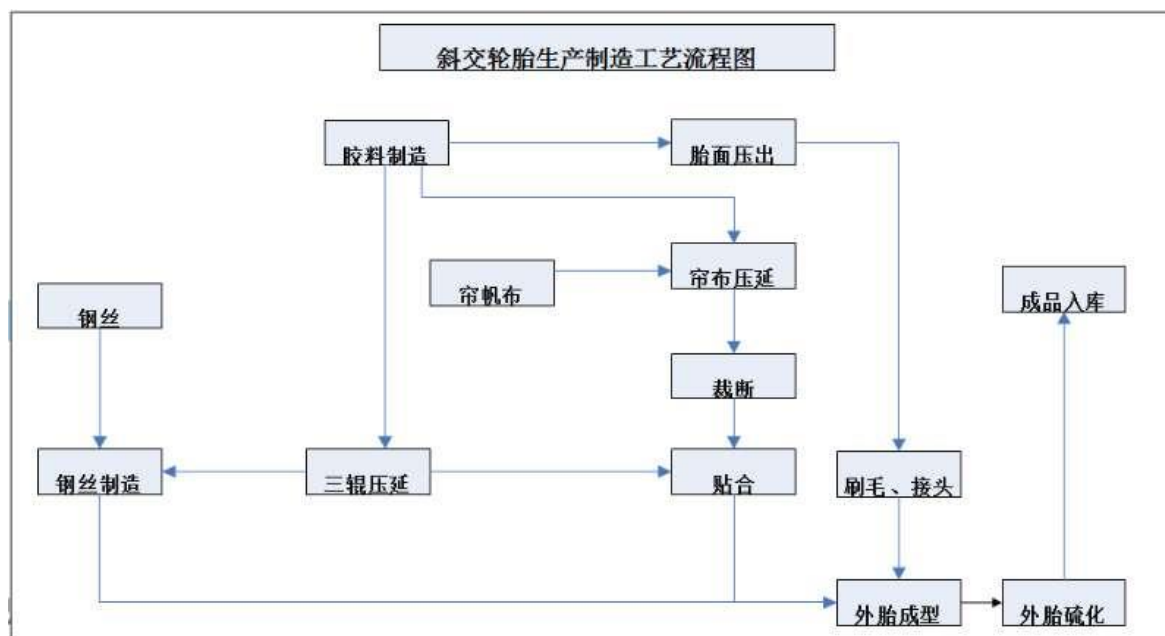 斜交轮胎生产制造工艺流程图
胶料制造
胎面压出
帘帆布
帘布压延
成品入库
钢丝
裁断
钢丝制造
三辊压延
贴合
刷毛、接头
外胎成型
外胎硫化